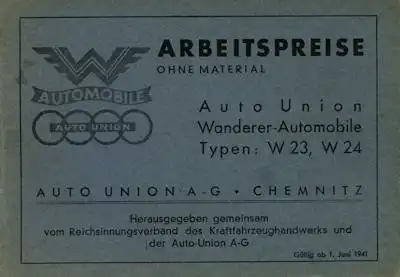 ARBEITSPREISE
OHNE MATERIAL
W
AUTOMOBILE
AUTO UNION
Auto Union
Wanderer-Automobile
Typen: W 23, W 24
AUTO UNION A-G • CHEMNITZ
Herausgegeben gemeinsam
vom Reichsinnungsverband des Kraftfahrzeughandwerks und
der Auto-Union A-G
Gültig ab 1. Juni 1941